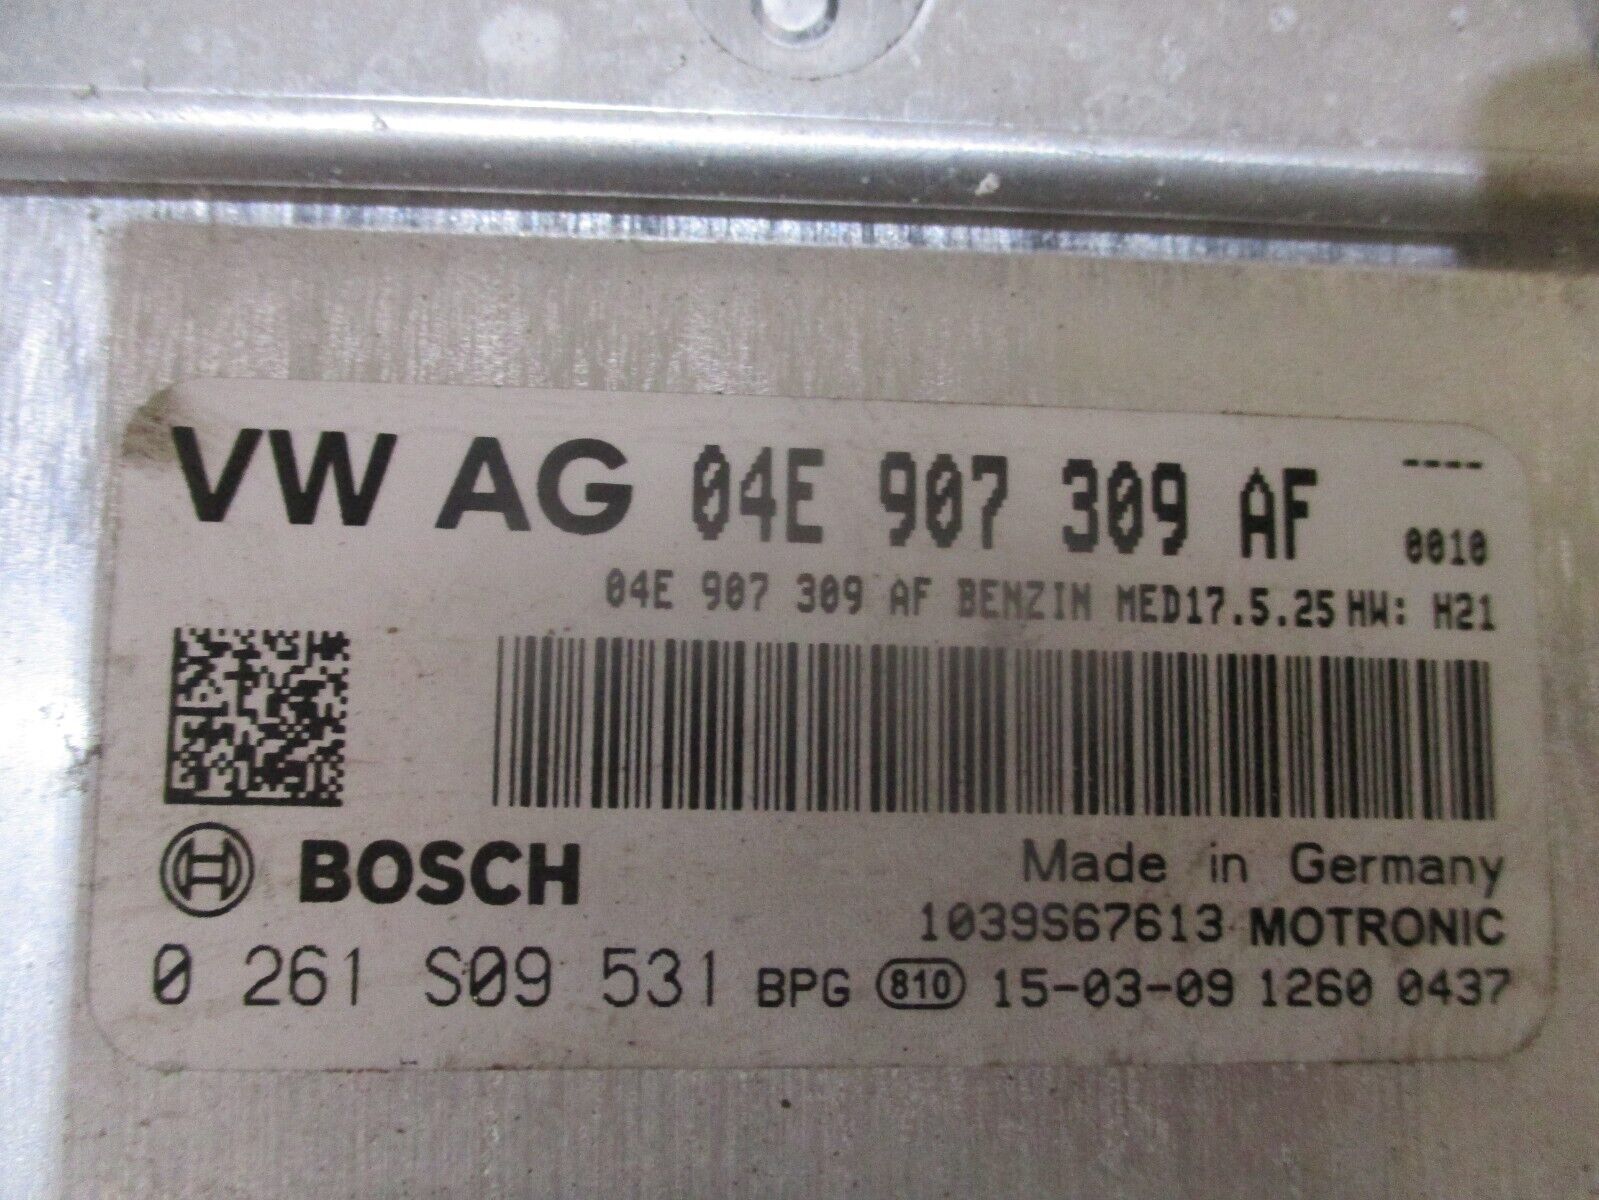 VW AG 04E 907 309 AF ----
0010
04E 907 309 AF BENZIN MED17.5.25 HW: H21
BOSCH
Made in Germany
1039S67613 MOTRONIC
0 261 S09 531 BPG 810 15-03-09 1260 0437